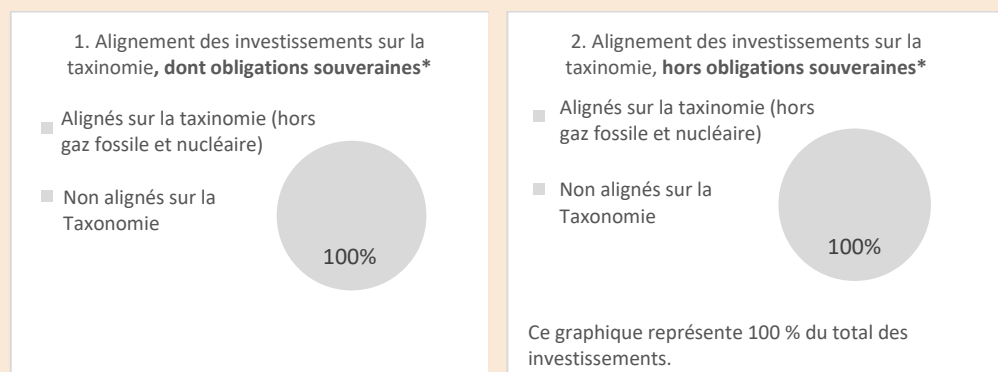 1. Alignement des investissements sur la
taxinomie, dont obligations souveraines*
Alignés sur la taxinomie (hors
gaz fossile et nucléaire)
Non alignés sur la
Taxonomie
100%
2. Alignement des investissements sur la
taxinomie, hors obligations souveraines*
Alignés sur la taxinomie (hors
gaz fossile et nucléaire)
Non alignés sur la
Taxonomie
100%
Ce graphique représente 100 % du total des
investissements.